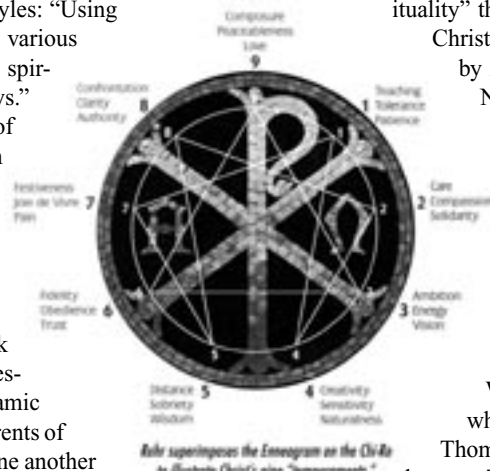 yles: “Using
various
spir-
ys.”
of
ituality” th
Christ
by
N
Composure
Peaceableness
Love
9
Confrontation
Clarity
Authority
8
1
Teaching
Tolerance
Patience
Festiveness
Joie de Vivre
Pain
7
2
Care
Compassion
Solidarity
Fidelity
Obedience
Trust
6
3
Ambition
Energy
Vision
Distance
Sobriety
Wisdom
5
4
Creativity
Sensitivity
Naturalness
k
es-
amic
rents of
ne another
w
wh
Thom
Rohr superimposes the Enneagram on the Chi-Ro
to illustrate Christ's nine